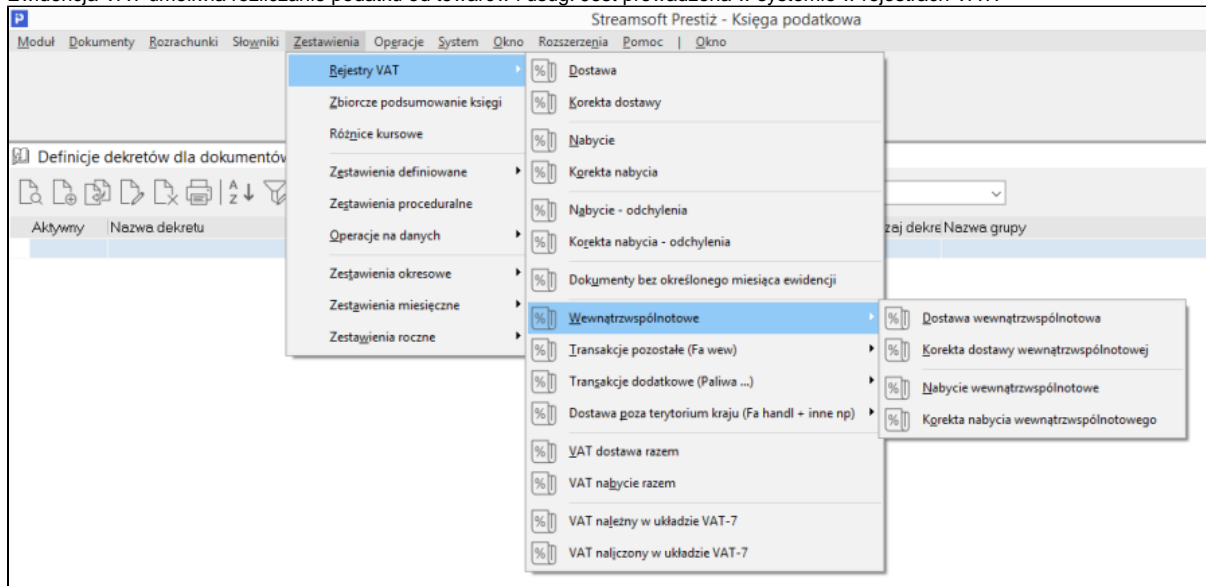 Streamsoft Prestiż - Księga podatkowa
Moduł Dokumenty Rozrachunki Słowniki Zestawienia Operacje System Okno Rozszerzenia Pomoc | Okno
Rejestry VAT
Zbiorcze podsumowanie księgi
Różnice kursowe
Zestawienia definiowane
Zestawienia proceduralne
Operacje na danych
Zestawienia okresowe
Zestawienia miesięczne
Zestawienia roczne
Dostawa
Korekta dostawy
Nabycie
Korekta nabycia
Nabycie - odchylenia
Korekta nabycia - odchylenia
Dokumenty bez określonego miesiąca ewidencji
Wewnątrzwspólnotowe
Transakcje pozostałe (Fa wew)
Transakcje dodatkowe (Paliwa ...)
Dostawa poza terytorium kraju (Fa handl + inne np)
VAT dostawa razem
VAT nabycie razem
VAT należny w układzie VAT-7
VAT naliczony w układzie VAT-7
Dostawa wewnątrzwspólnotowa
Korekta dostawy wewnątrzwspólnotowej
Nabycie wewnątrzwspólnotowe
Korekta nabycia wewnątrzwspólnotowego
Definicje dekretów dla dokumentów
Aktywny Nazwa dekretu zaj dekre Nazwa grupy